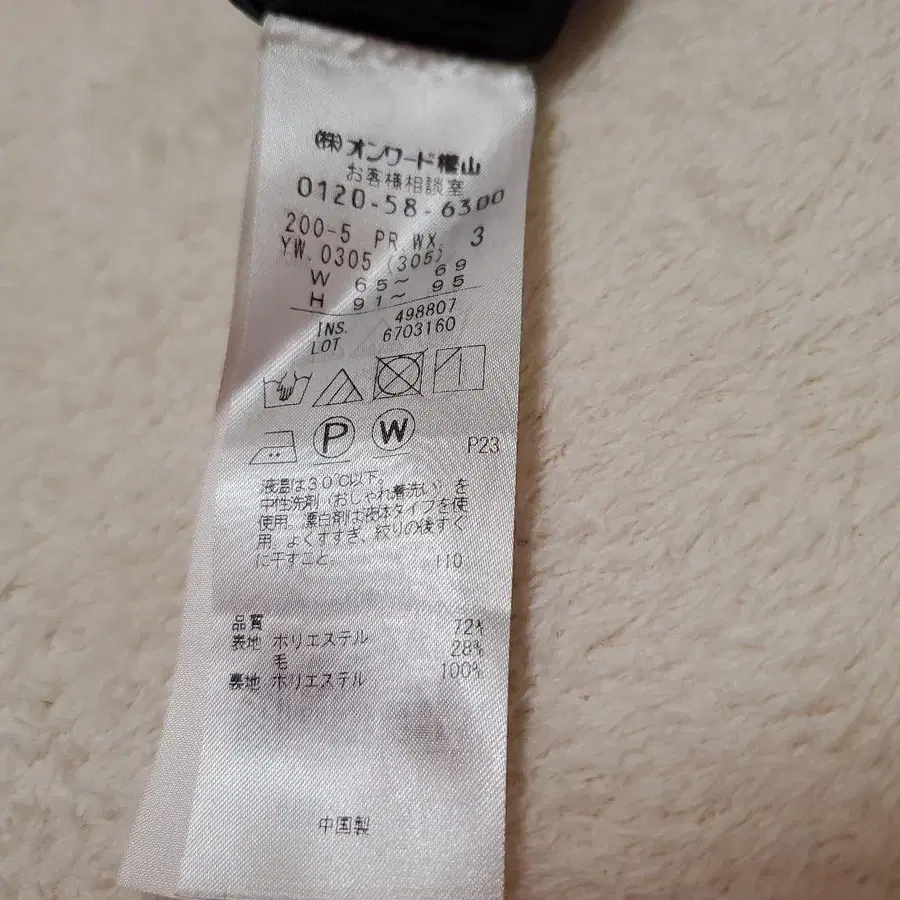 (株)オンワード樫山
お客様相談室
0120-58-6300
200-5 PR.WX. 3
YW.0305(305)
W 65~ 69
H 91~ 95
INS. 498807
LOT 6703160
P W P23
液温は30℃以下。
中性洗剤(おしゃれ着洗い)を
使用。漂白剤は液体タイプを使
用。よくすすぎ、絞りの後すぐ
に干すこと。 110
品質
表地 ポリエステル 72%
毛 28%
裏地 ポリエステル 100%
中国製